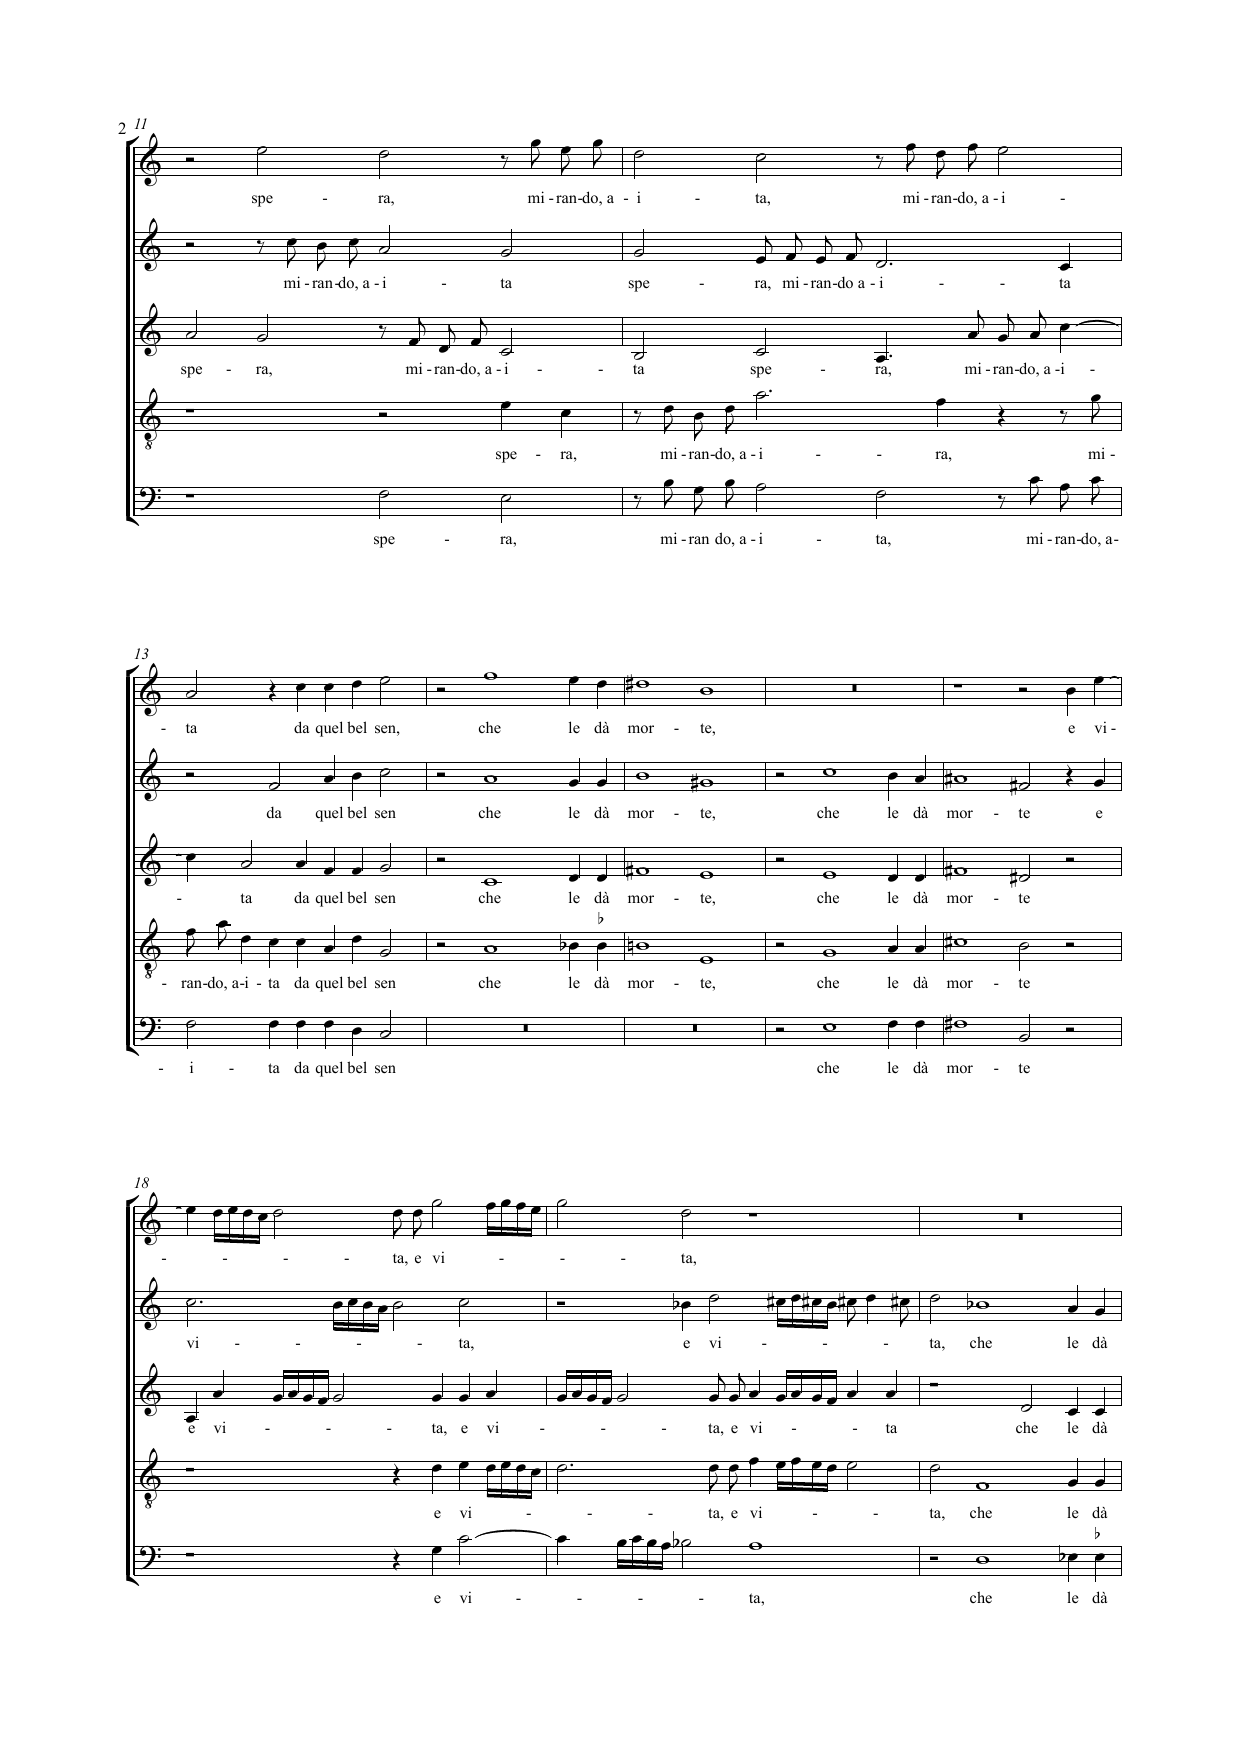 2 11
spe - ra, mi - ran-do, a - i - ta, mi - ran-do, a - i -
mi - ran-do, a - i - ta spe - ra, mi - ran-do a - i - - ta
spe - ra, mi - ran-do, a - i - - ta spe - ra, mi - ran-do, a -i -
spe - ra, mi - ran-do, a - i - - ra, mi -
spe - ra, mi - ran do, a - i - ta, mi - ran-do, a-
13
- ta da quel bel sen, che le dà mor - te, e vi -
da quel bel sen che le dà mor - te, che le dà mor - te e
- ta da quel bel sen che le dà mor - te, che le dà mor - te
- ran-do, a-i - ta da quel bel sen che le dà mor - te, che le dà mor - te
- i - ta da quel bel sen che le dà mor - te
18
- - - - ta, e vi - - - - ta,
vi - - - - - ta, e vi - - - - ta, che le dà
e vi - - - - ta, e vi - - - - ta, e vi - - - ta che le dà
e vi - - - - ta, e vi - - - ta, che le dà
e vi - - - - ta, che le dà